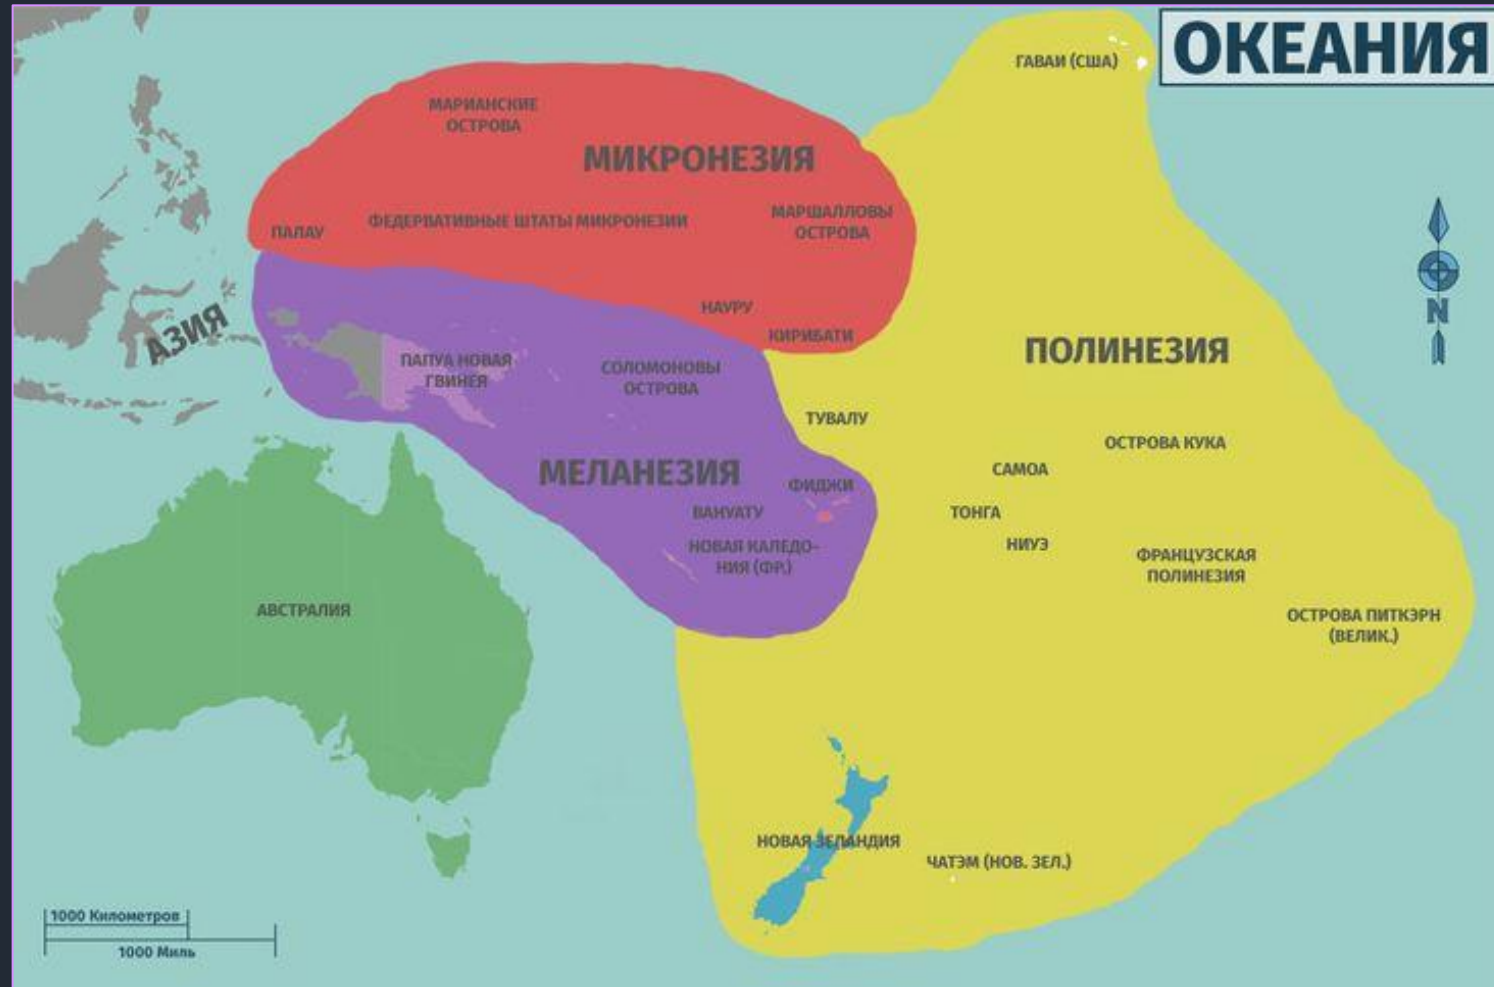 ОКЕАНИЯ
ГАВАИ (США)
МАРИАНСКИЕ
ОСТРОВА
МИКРОНЕЗИЯ
ПАЛАУ
ФЕДЕРВАТИВНЫЕ ШТАТЫ МИКРОНЕЗИИ
МАРШАЛЛОВЫ
ОСТРОВА
НАУРУ
КИРИБАТИ
АЗИЯ
ПАПУА НОВАЯ
ГВИНЕЯ
СОЛОМОНОВЫ
ОСТРОВА
N
ПОЛИНЕЗИЯ
ТУВАЛУ
ОСТРОВА КУКА
САМОА
МЕЛАНЕЗИЯ
ФИДЖИ
ВАНУАТУ
ТОНГА
НИУЭ
НОВАЯ КАЛЕДО-
НИЯ (ФР.)
ФРАНЦУЗСКАЯ
ПОЛИНЕЗИЯ
АВСТРАЛИЯ
ОСТРОВА ПИТКЭРН
(ВЕЛИК.)
НОВАЯ ЗЕЛАНДИЯ
ЧАТЭМ (НОВ. ЗЕЛ.)
1000 Километров
1000 Миль